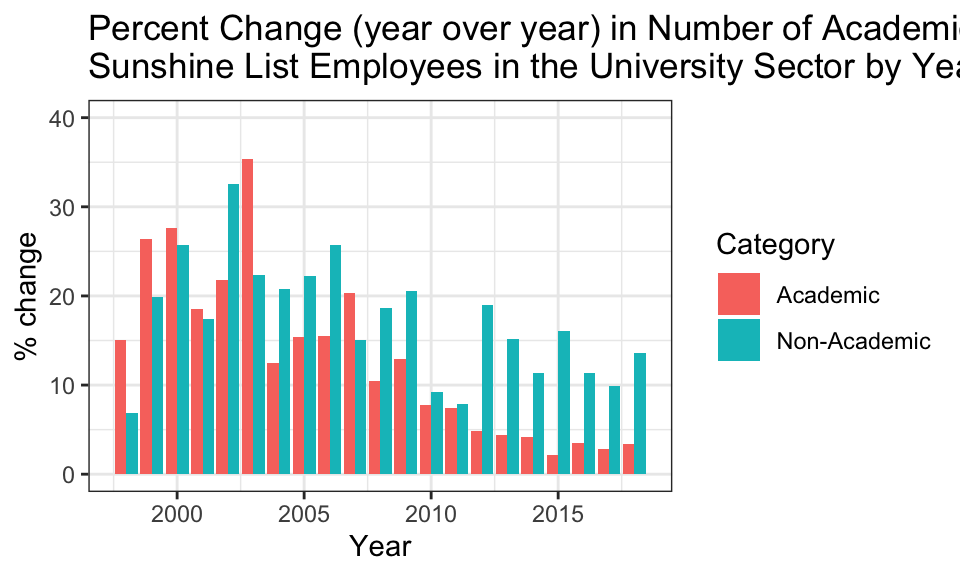 Percent Change (year over year) in Number of Academi
Sunshine List Employees in the University Sector by Yea
40
30
20
10
0
% change
2000 2005 2010 2015
Year
Category
Academic
Non-Academic